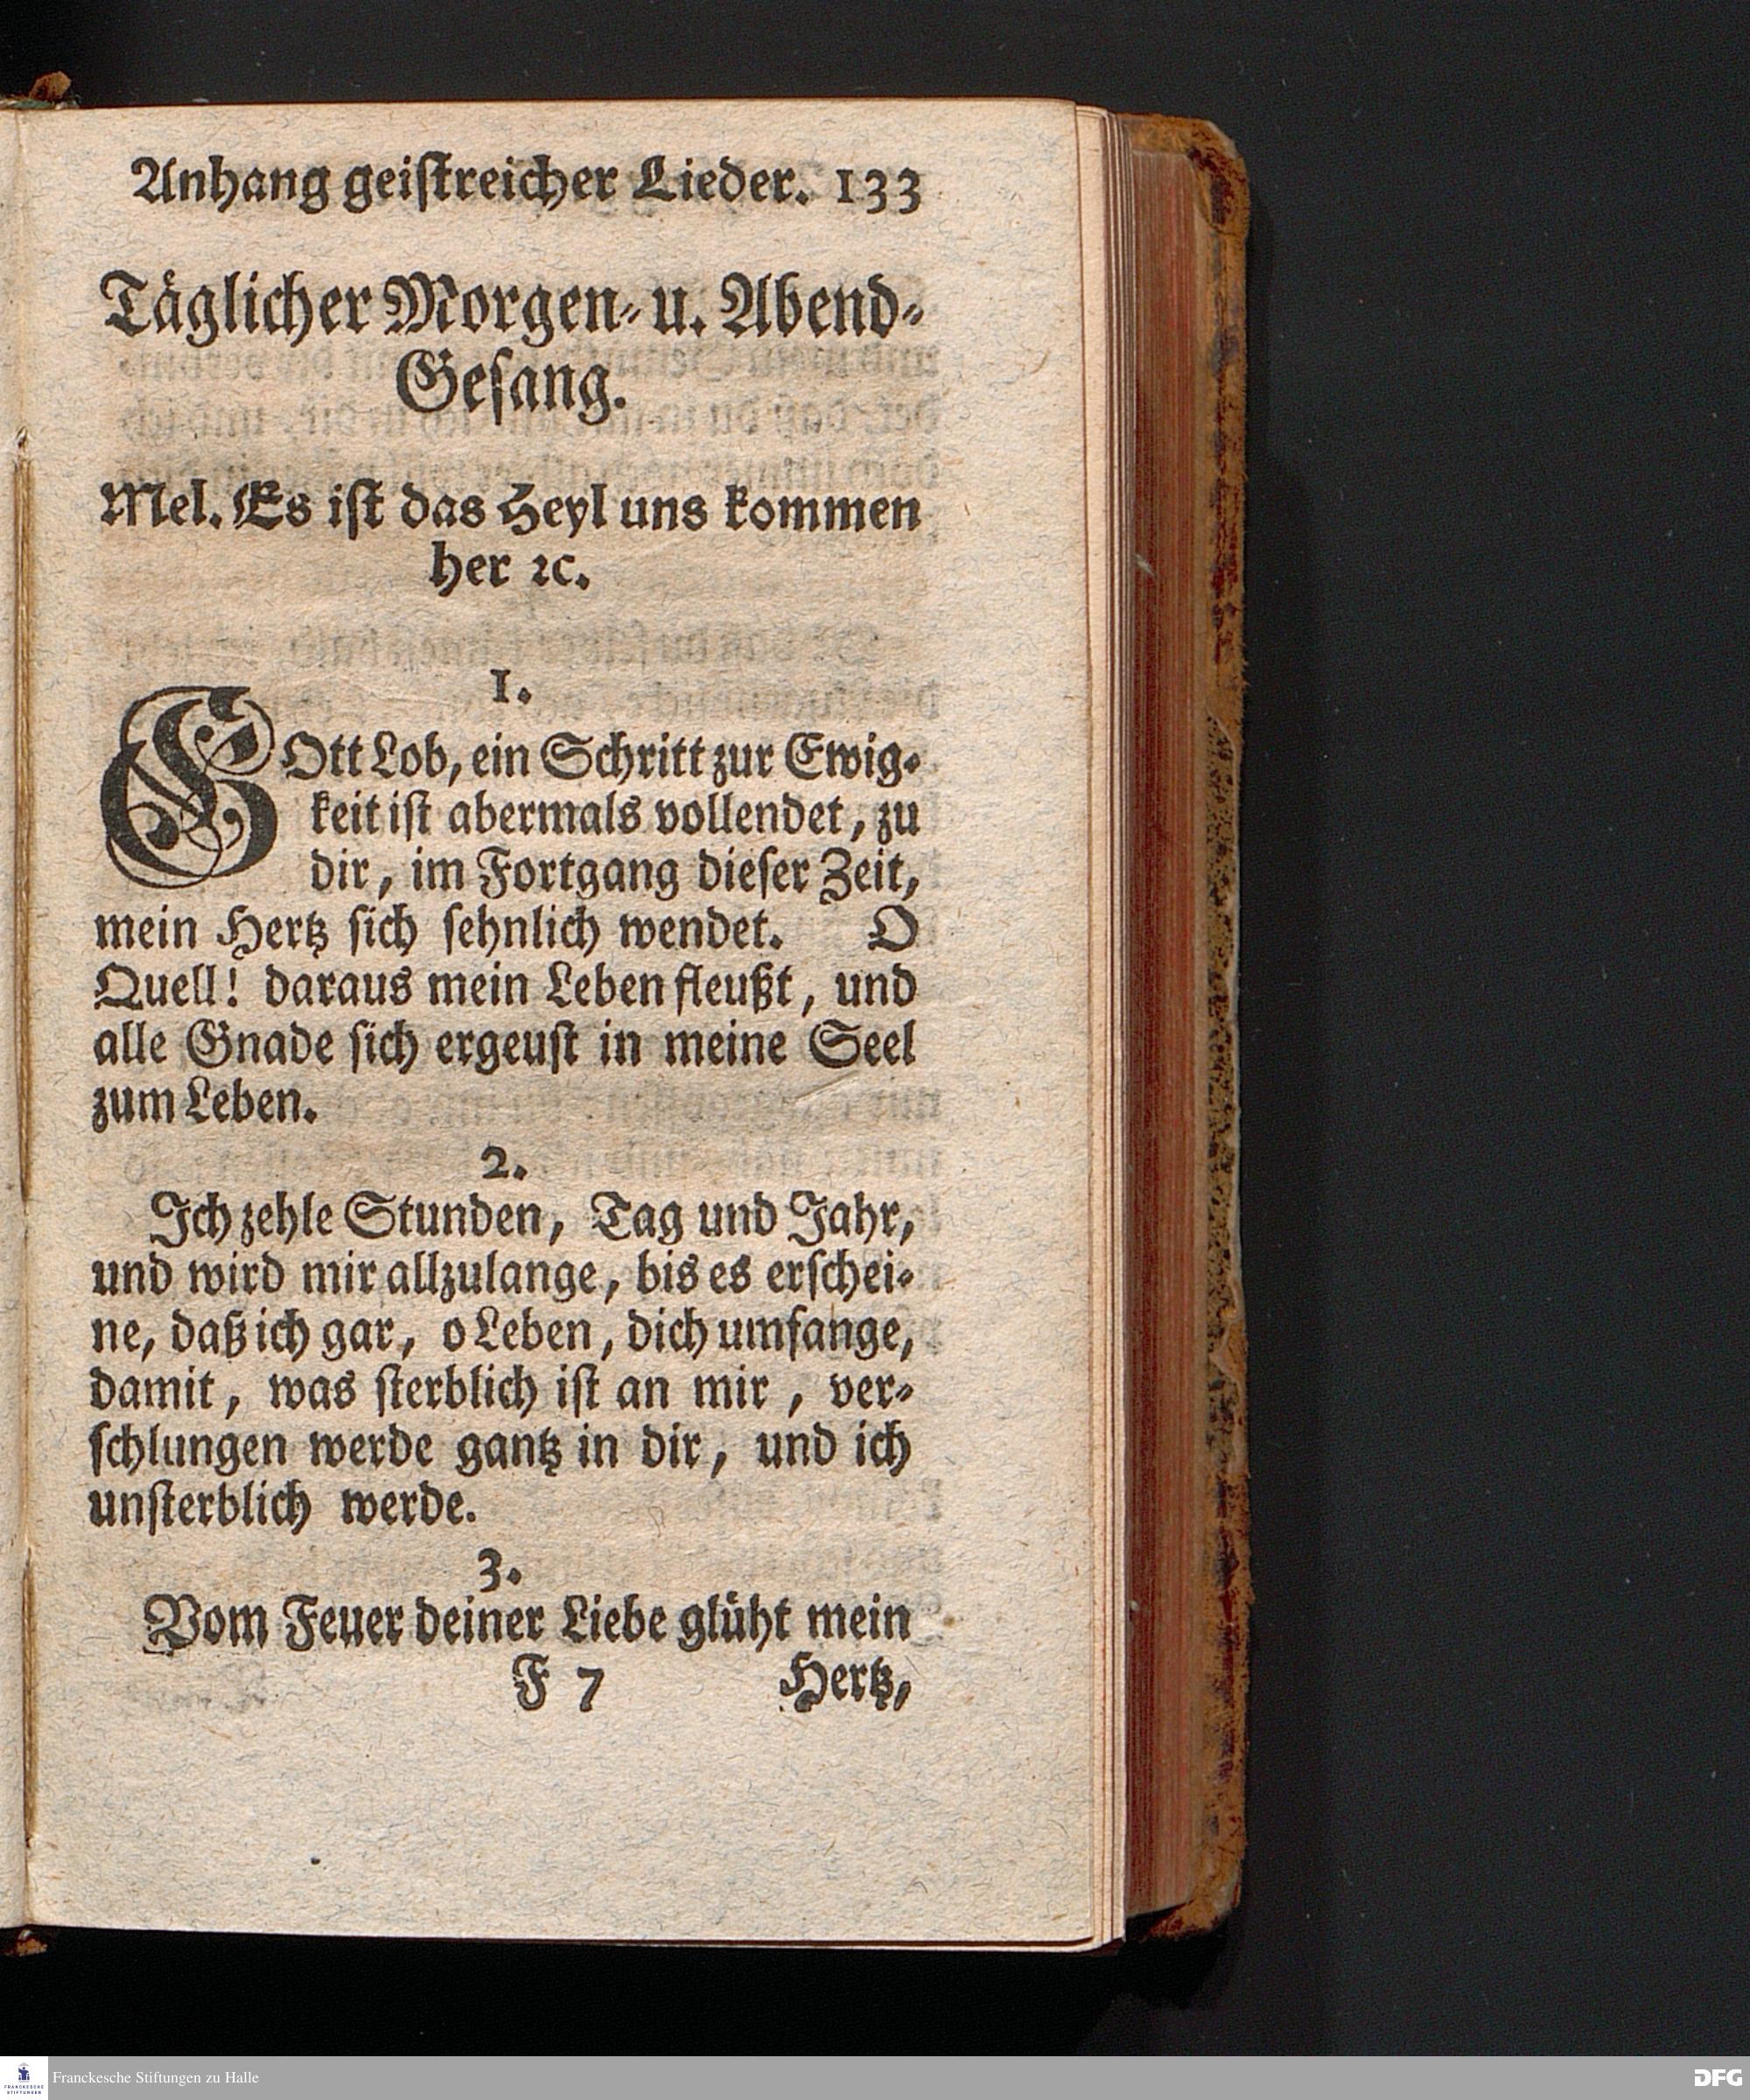 Anhang geiſtreicher Lieder. 133
Täglicher Morgen- u. Abend-
Geſang.
Mel. Es iſt das Heyl uns kommen
her ꝛc.
1.
GOtt Lob, ein Schritt zur Ewig-
keit iſt abermals vollendet, zu
dir, im Fortgang dieſer Zeit,
mein Hertz ſich ſehnlich wendet. O
Quell! daraus mein Leben fleußt, und
alle Gnade ſich ergeuſt in meine Seel
zum Leben.
2.
Ich zehle Stunden, Tag und Jahr,
und wird mir allzulange, bis es erſchei-
ne, daß ich gar, o Leben, dich umfange,
damit, was ſterblich iſt an mir, ver-
ſchlungen werde gantz in dir, und ich
unſterblich werde.
3.
Vom Feuer deiner Liebe glüht mein
F 7 Hertz,
FRANCKESCHE
STIFTUNGEN
Franckesche Stiftungen zu Halle
DFG